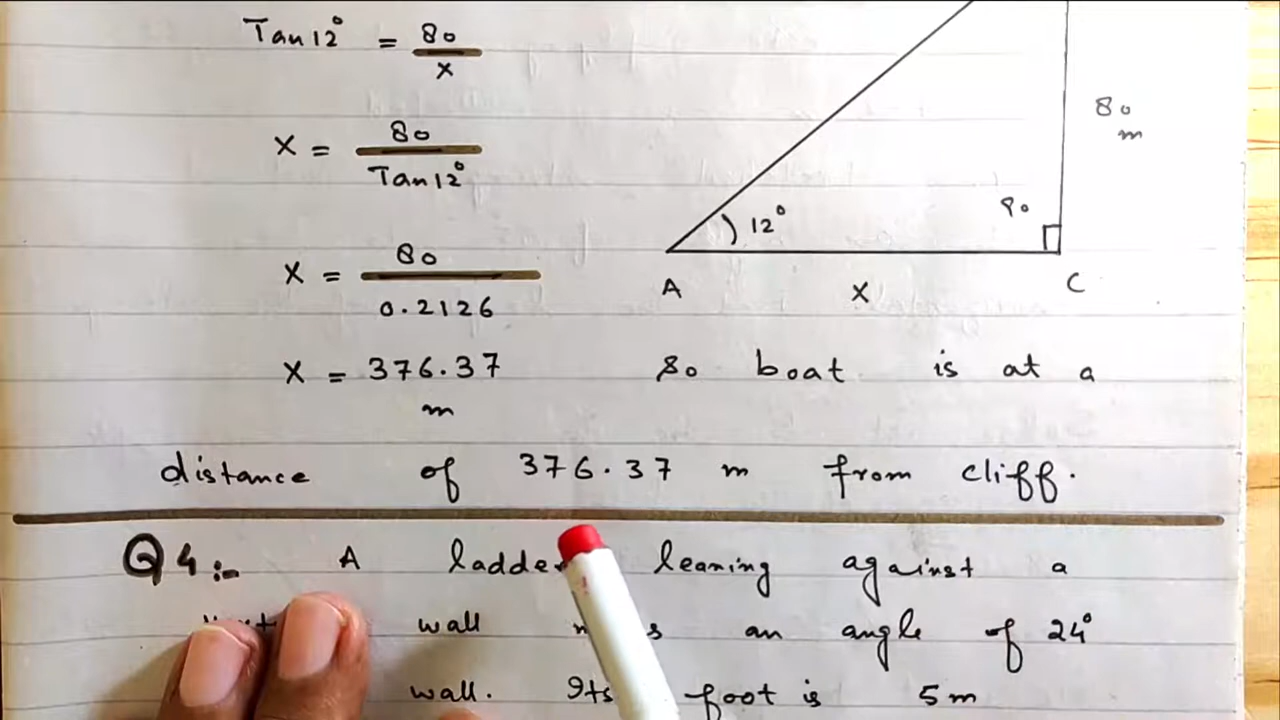 Tan12° = 80
x
x = 80
Tan12°
x = 80
0.2126
x = 376.37
m
80
m
90
12°
A
x
C
So boat is at a
distance of 376.37 m from cliff.
Q4:- A ladder leaning against a
wall an angle of 24°
wall. Its foot is 5m